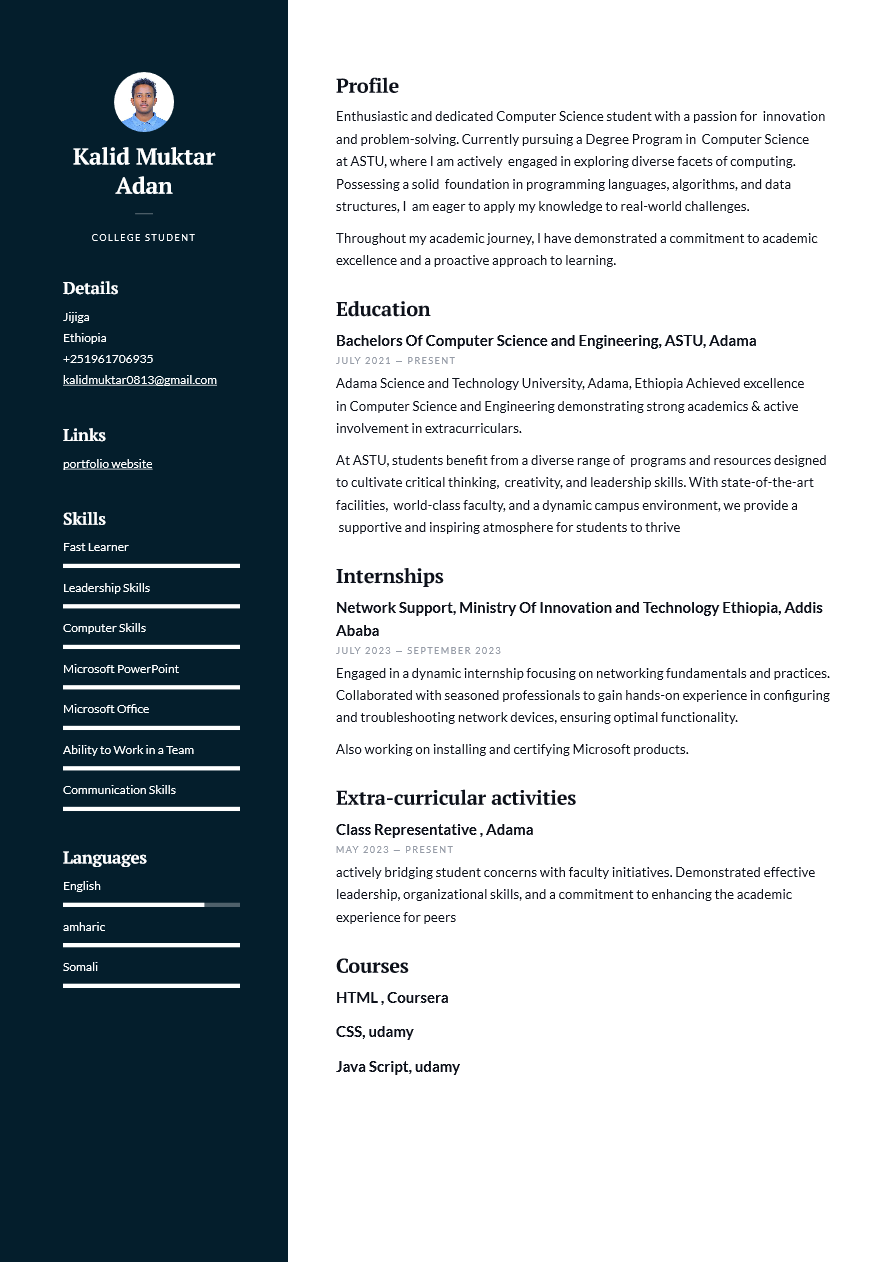 Kalid Muktar
Adan
COLLEGE STUDENT
Details
Jijiga
Ethiopia
+251961706935
kalidmuktar0813@gmail.com
Links
portfolio website
Skills
Fast Learner
Leadership Skills
Computer Skills
Microsoft PowerPoint
Microsoft Office
Ability to Work in a Team
Communication Skills
Languages
English
amharic
Somali
Profile
Enthusiastic and dedicated Computer Science student with a passion for  innovation
and problem-solving. Currently pursuing a Degree Program in  Computer Science
at ASTU, where I am actively  engaged in exploring diverse facets of computing.
Possessing a solid  foundation in programming languages, algorithms, and data
structures, I  am eager to apply my knowledge to real-world challenges.
Throughout my academic journey, I have demonstrated a commitment to academic
excellence and a proactive approach to learning.
Education
Bachelors Of Computer Science and Engineering, ASTU, Adama
JULY 2021 — PRESENT
Adama Science and Technology University, Adama, Ethiopia Achieved excellence
in Computer Science and Engineering demonstrating strong academics & active
involvement in extracurriculars.
At ASTU, students benefit from a diverse range of  programs and resources designed
to cultivate critical thinking,  creativity, and leadership skills. With state-of-the-art
facilities,  world-class faculty, and a dynamic campus environment, we provide a
supportive and inspiring atmosphere for students to thrive
Internships
Network Support, Ministry Of Innovation and Technology Ethiopia, Addis
Ababa
JULY 2023 — SEPTEMBER 2023
Engaged in a dynamic internship focusing on networking fundamentals and practices.
Collaborated with seasoned professionals to gain hands-on experience in configuring
and troubleshooting network devices, ensuring optimal functionality.
Also working on installing and certifying Microsoft products.
Extra-curricular activities
Class Representative , Adama
MAY 2023 — PRESENT
actively bridging student concerns with faculty initiatives. Demonstrated effective
leadership, organizational skills, and a commitment to enhancing the academic
experience for peers
Courses
HTML , Coursera
CSS, udamy
Java Script, udamy